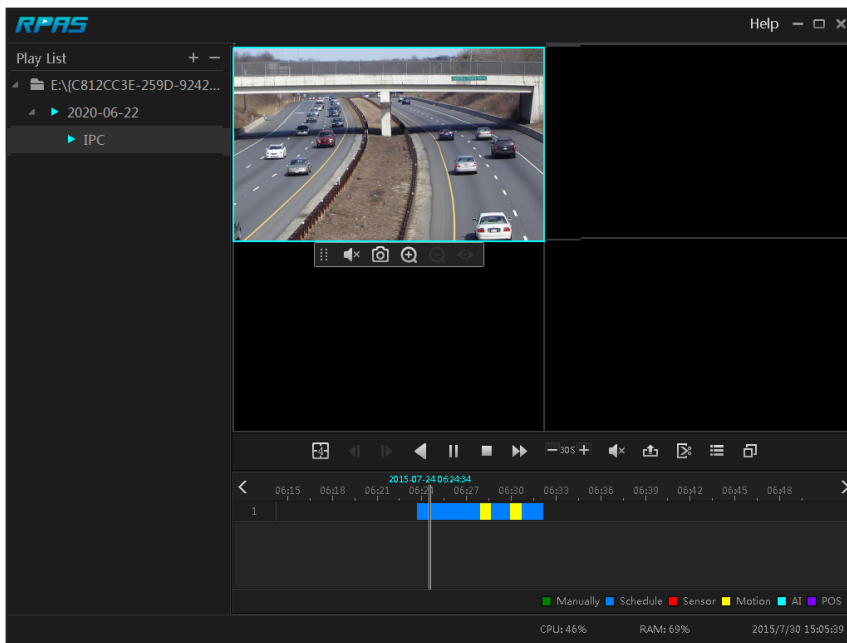 RPAS
Help
Play List
E:\{C812CC3E-259D-9242...
2020-06-22
IPC
30S
2015-07-24 06:24:34
06:15 06:18 06:21 06:24 06:27 06:30 06:33 06:36 06:39 06:42 06:45 06:48
1
Manually Schedule Sensor Motion AI POS
CPU: 46% RAM: 69% 2015/7/30 15:05:39